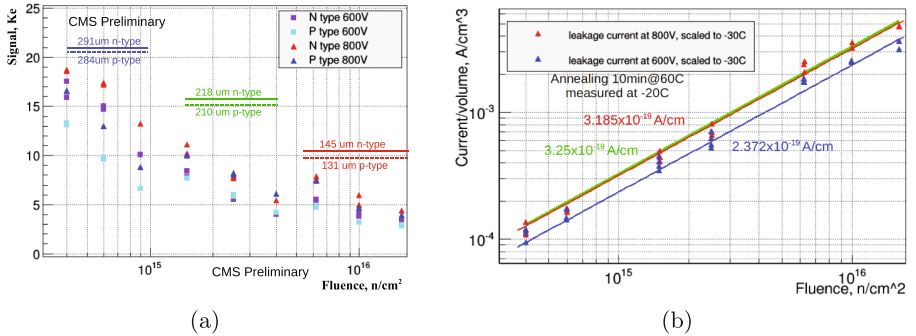 Signal, Ke
CMS Preliminary
25
20
15
10
5
0
291um n-type
284um p-type
218 um n-type
210 um p-type
145 um n-type
131 um p-type
N type 600V
P type 600V
N type 800V
P type 800V
10^15
10^16
CMS Preliminary
Fluence, n/cm²
(a)
Current/volume, A/cm^3
10^-3
10^-4
leakage current at 800V, scaled to -30C
leakage current at 600V, scaled to -30C
Annealing 10min@60C
measured at -20C
3.185x10^-19 A/cm
3.25x10^-19 A/cm
2.372x10^-19 A/cm
10^15
10^16
Fluence, n/cm^2
(b)